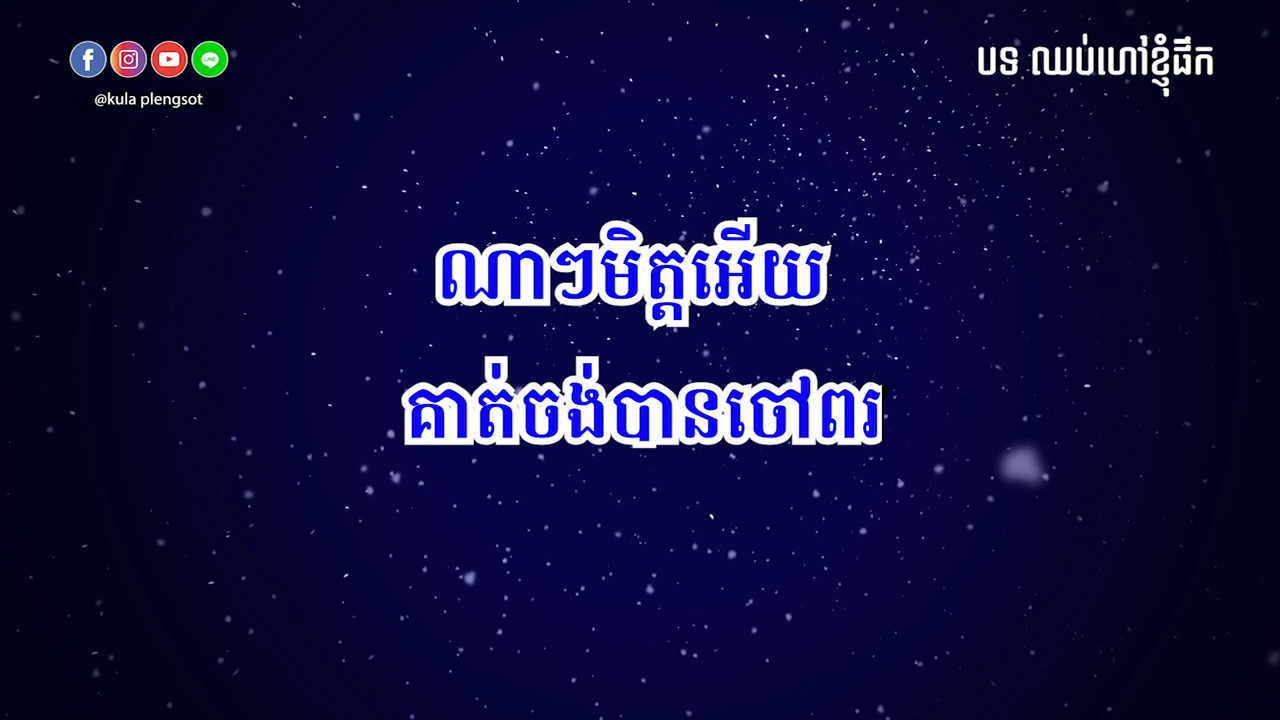 @kula plengsot
បទ ឈប់ហៅខ្ញុំផឹក
ណាៗមិត្តអើយ
គាត់ចង់បានចៅពរ